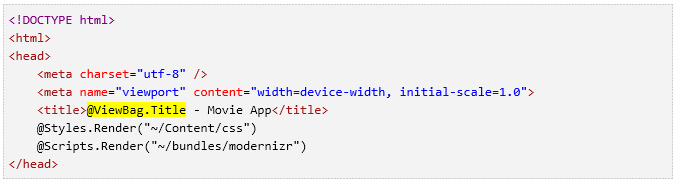 <!DOCTYPE html>
<html>
<head>
    <meta charset="utf-8" />
    <meta name="viewport" content="width=device-width, initial-scale=1.0">
    <title>@ViewBag.Title - Movie App</title>
    @Styles.Render("~/Content/css")
    @Scripts.Render("~/bundles/modernizr")
</head>